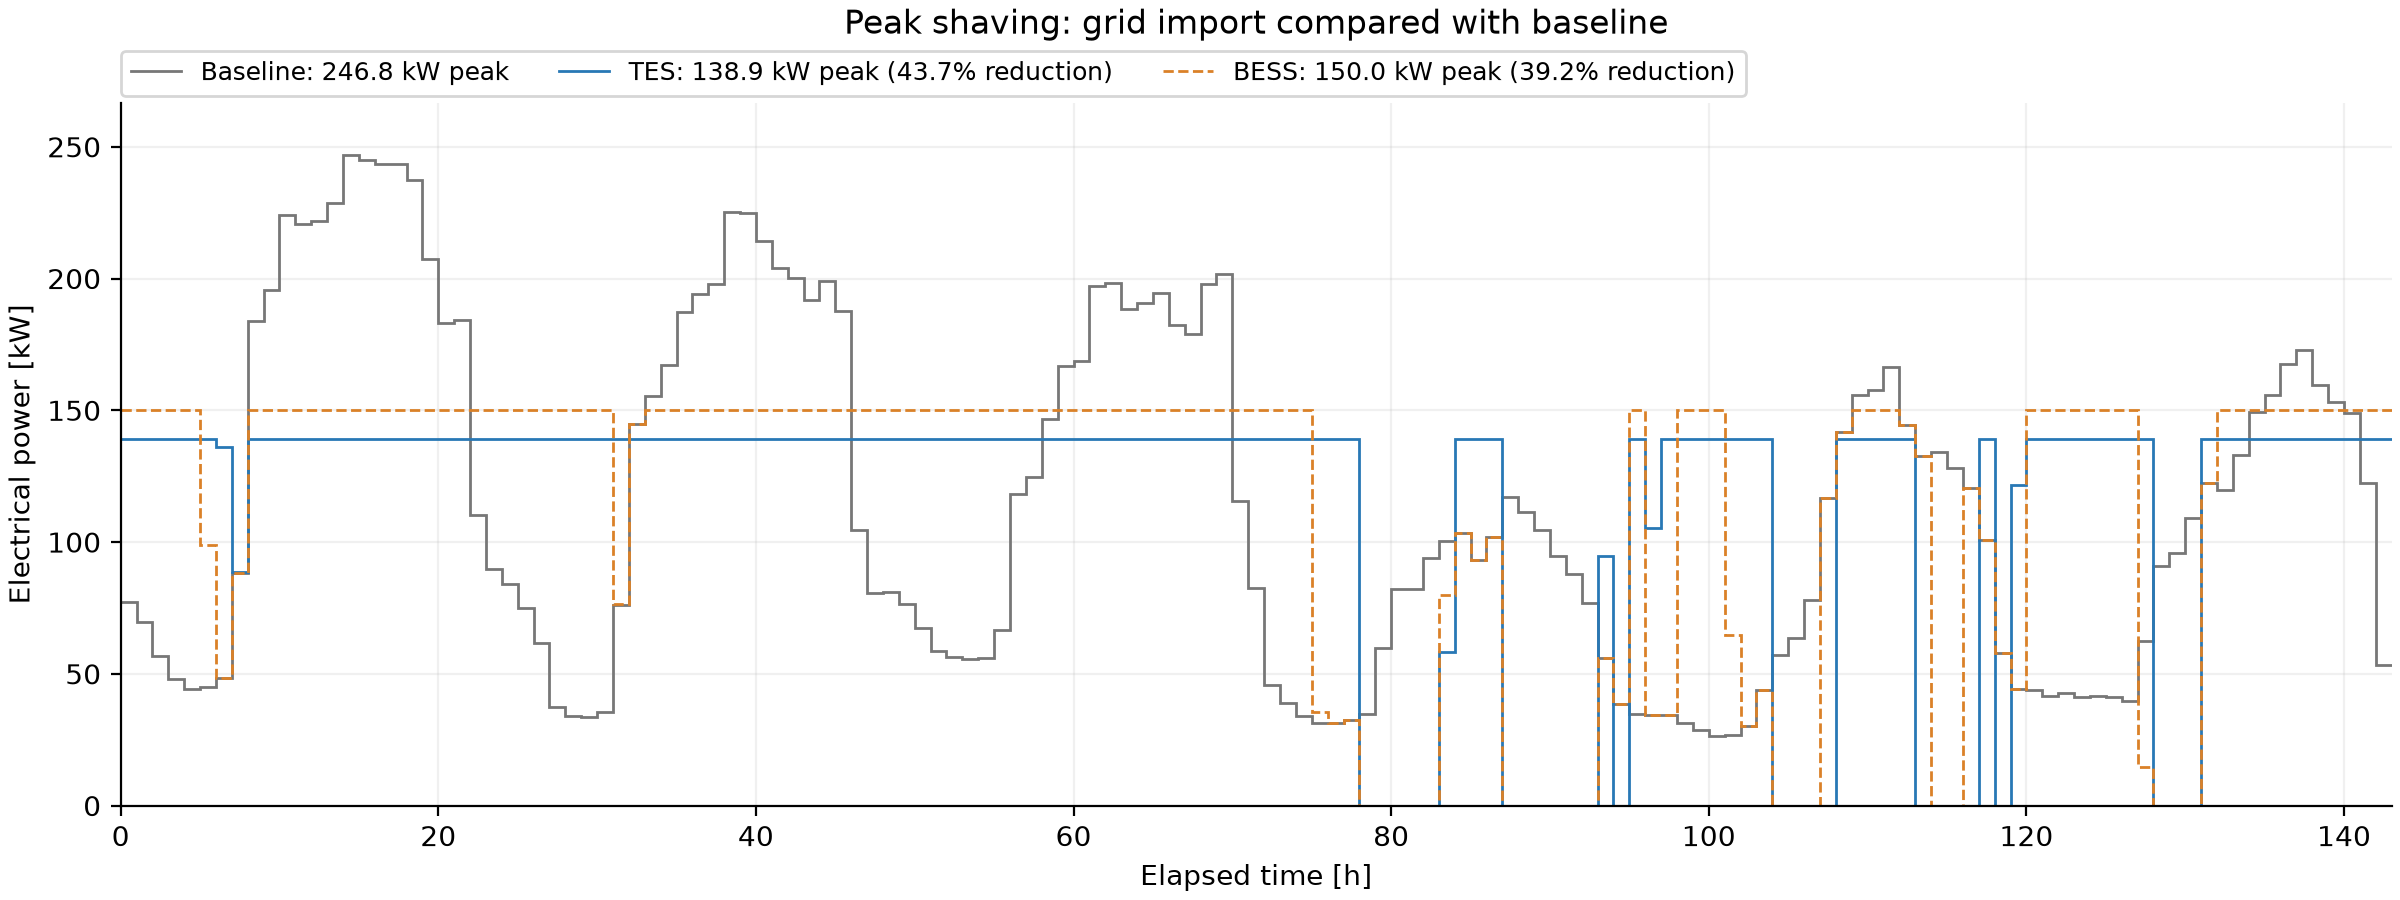 Peak shaving: grid import compared with baseline
Baseline: 246.8 kW peak
TES: 138.9 kW peak (43.7% reduction)
BESS: 150.0 kW peak (39.2% reduction)
Electrical power [kW]
250
200
150
100
50
0
0
20
40
60
80
100
120
140
Elapsed time [h]